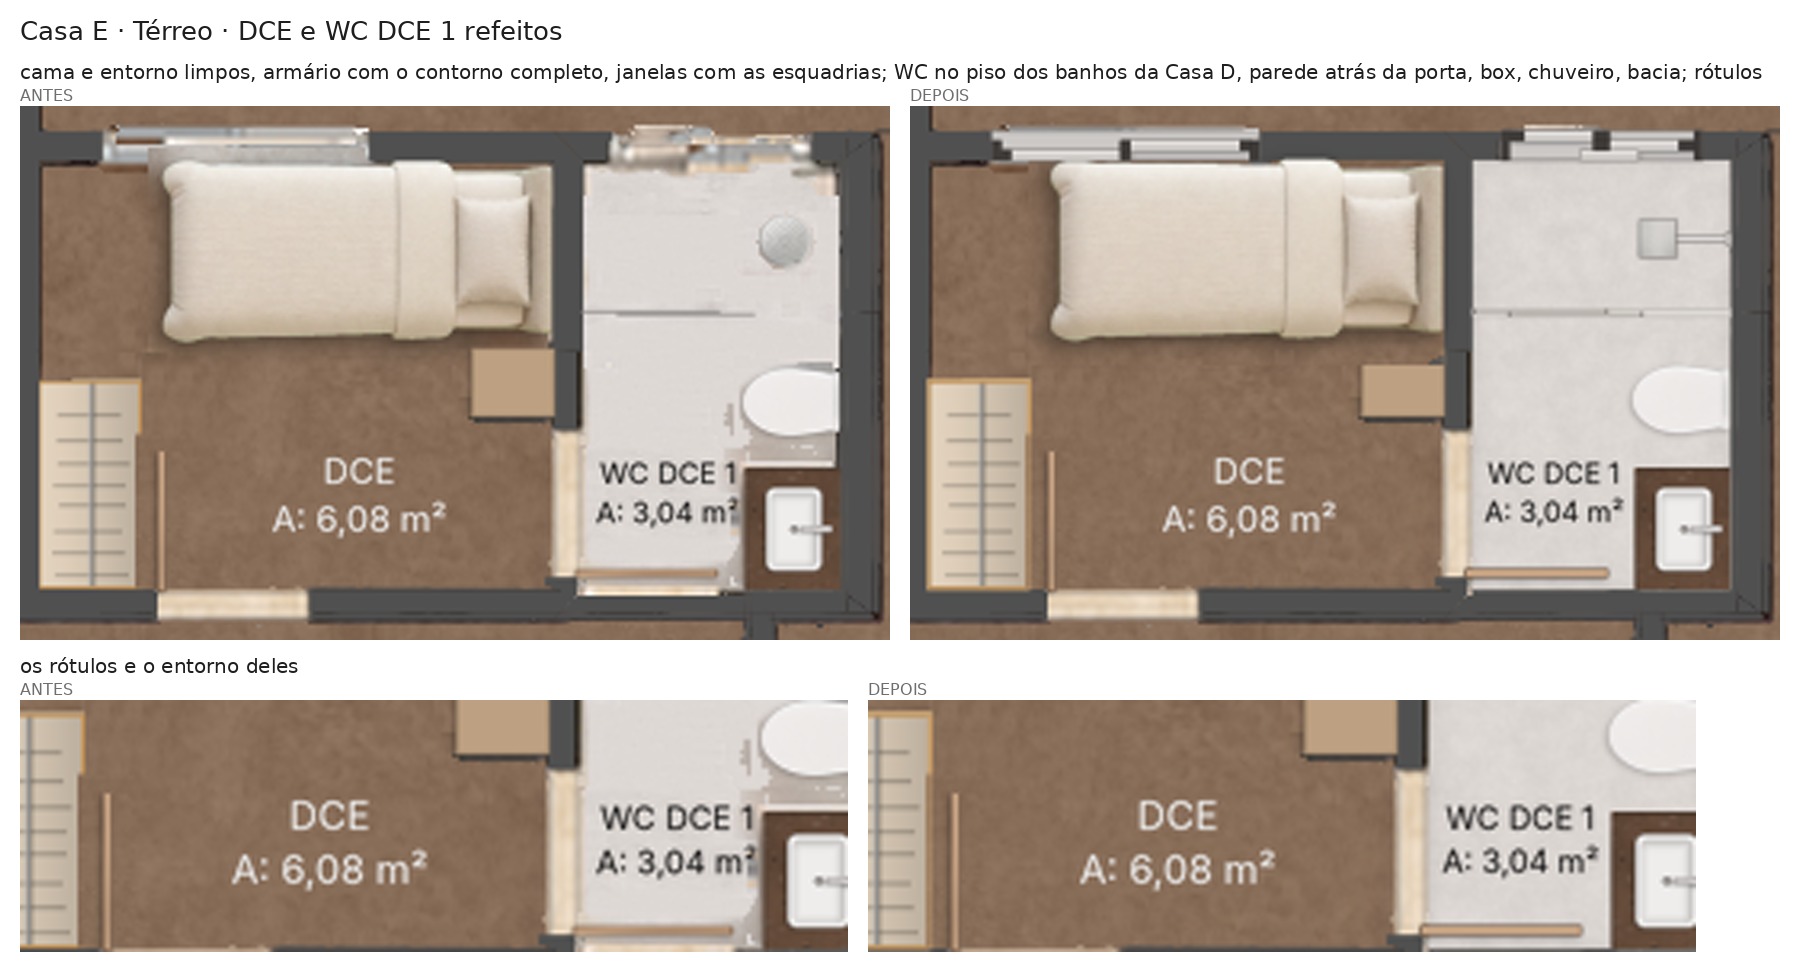 Casa E · Térreo · DCE e WC DCE 1 refeitos
cama e entorno limpos, armário com o contorno completo, janelas com as esquadrias; WC no piso dos banhos da Casa D, parede atrás da porta, box, chuveiro, bacia; rótulos
ANTES
DEPOIS
DCE
A: 6,08 m²
WC DCE 1
A: 3,04 m²
DCE
A: 6,08 m²
WC DCE 1
A: 3,04 m²
os rótulos e o entorno deles
ANTES
DEPOIS
DCE
A: 6,08 m²
WC DCE 1
A: 3,04 m²
DCE
A: 6,08 m²
WC DCE 1
A: 3,04 m²